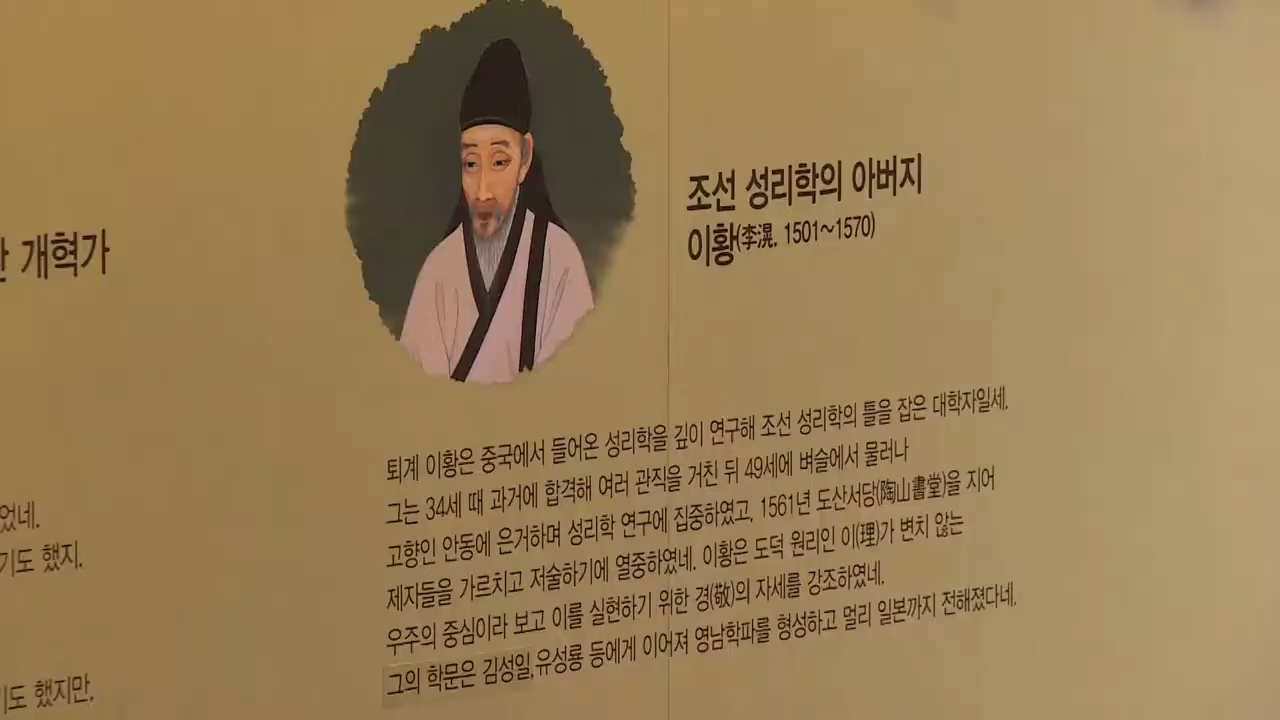 개혁가
었네.
기도 했지.
기도 했지만,
조선 성리학의 아버지
이황(李滉, 1501~1570)
퇴계 이황은 중국에서 들어온 성리학을 깊이 연구해 조선 성리학의 틀을 잡은 대학자일세.
그는 34세 때 과거에 합격해 여러 관직을 거친 뒤 49세에 벼슬에서 물러나
고향인 안동에 은거하며 성리학 연구에 집중하였고, 1561년 도산서당(陶山書堂)을 지어
제자들을 가르치고 저술하기에 열중하였네. 이황은 도덕 원리인 이(理)가 변치 않는
우주의 중심이라 보고 이를 실현하기 위한 경(敬)의 자세를 강조하였네.
그의 학문은 김성일,유성룡 등에게 이어져 영남학파를 형성하고 멀리 일본까지 전해졌다네.